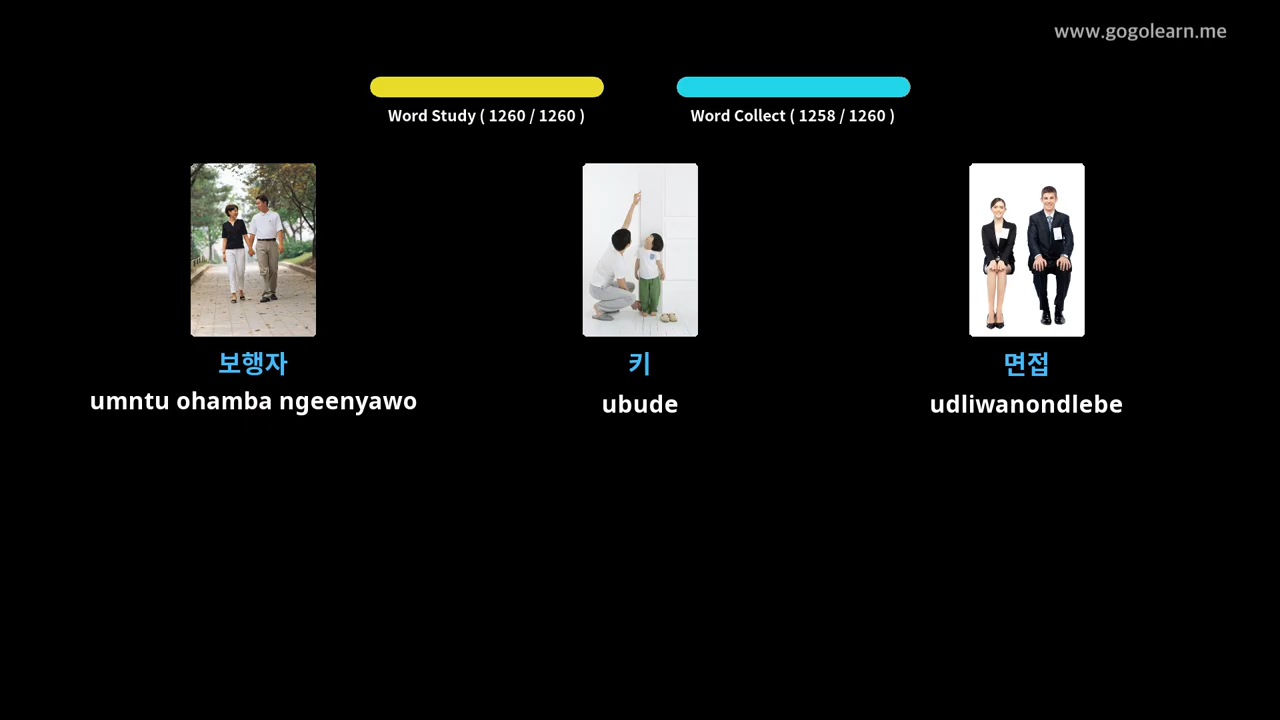 www.gogolearn.me
Word Study ( 1260 / 1260 )
Word Collect ( 1258 / 1260 )
보행자
umntu ohamba ngeenyawo
키
ubude
면접
udliwanondlebe